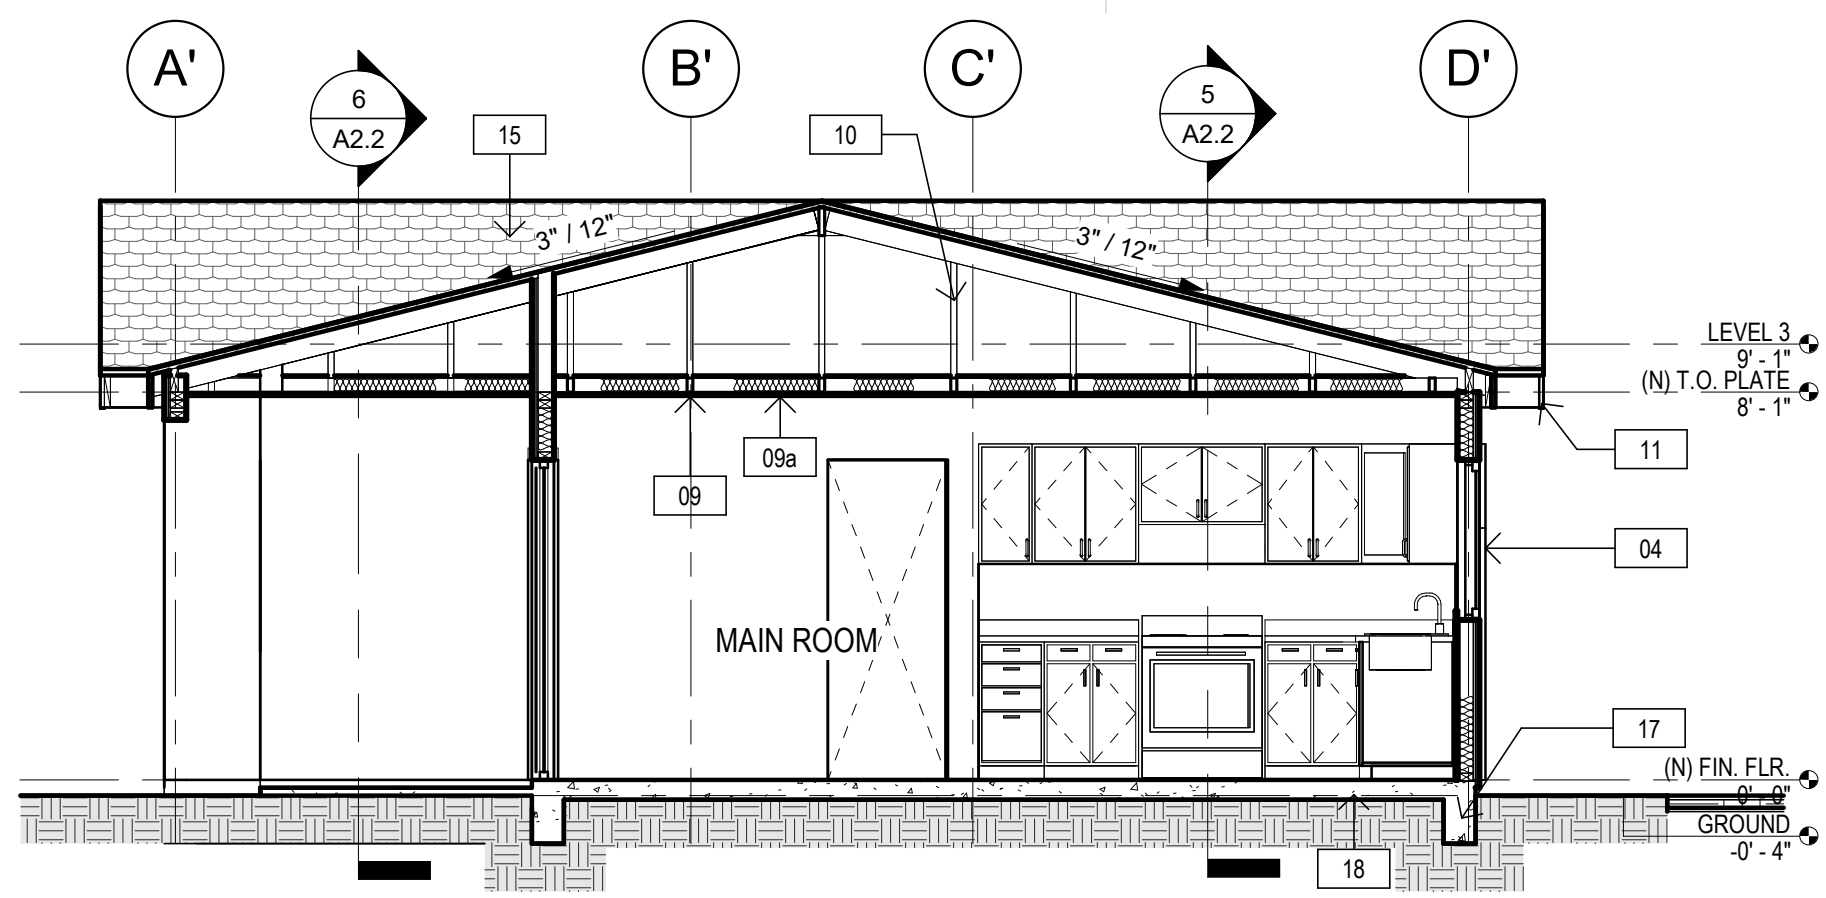 A'
B'
C'
D'
6
A2.2
5
A2.2
15
10
3" / 12"
3" / 12"
LEVEL 3
9' - 1"
(N) T.O. PLATE
8' - 1"
11
09a
09
04
MAIN ROOM
17
(N) FIN. FLR.
0' - 0"
GROUND
-0' - 4"
18